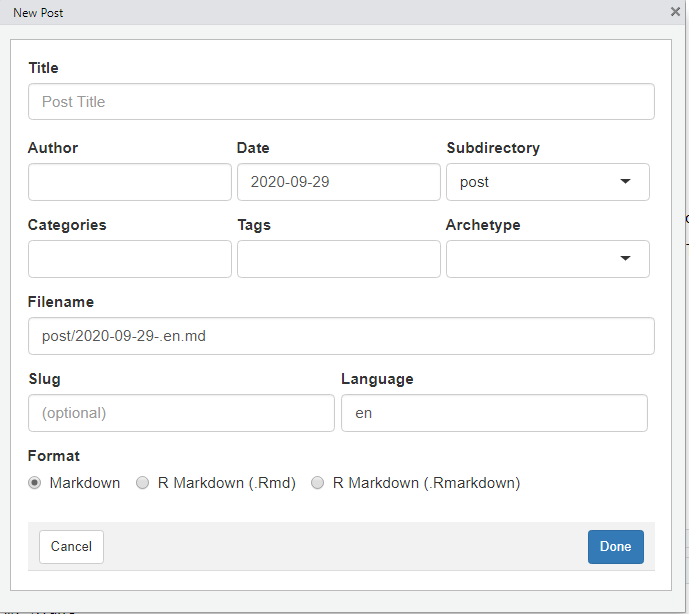 New Post
Title
Post Title
Author Date Subdirectory
2020-09-29 post
Categories Tags Archetype
Filename
post/2020-09-29-.en.md
Slug Language
(optional) en
Format
Markdown R Markdown (.Rmd) R Markdown (.Rmarkdown)
Cancel Done